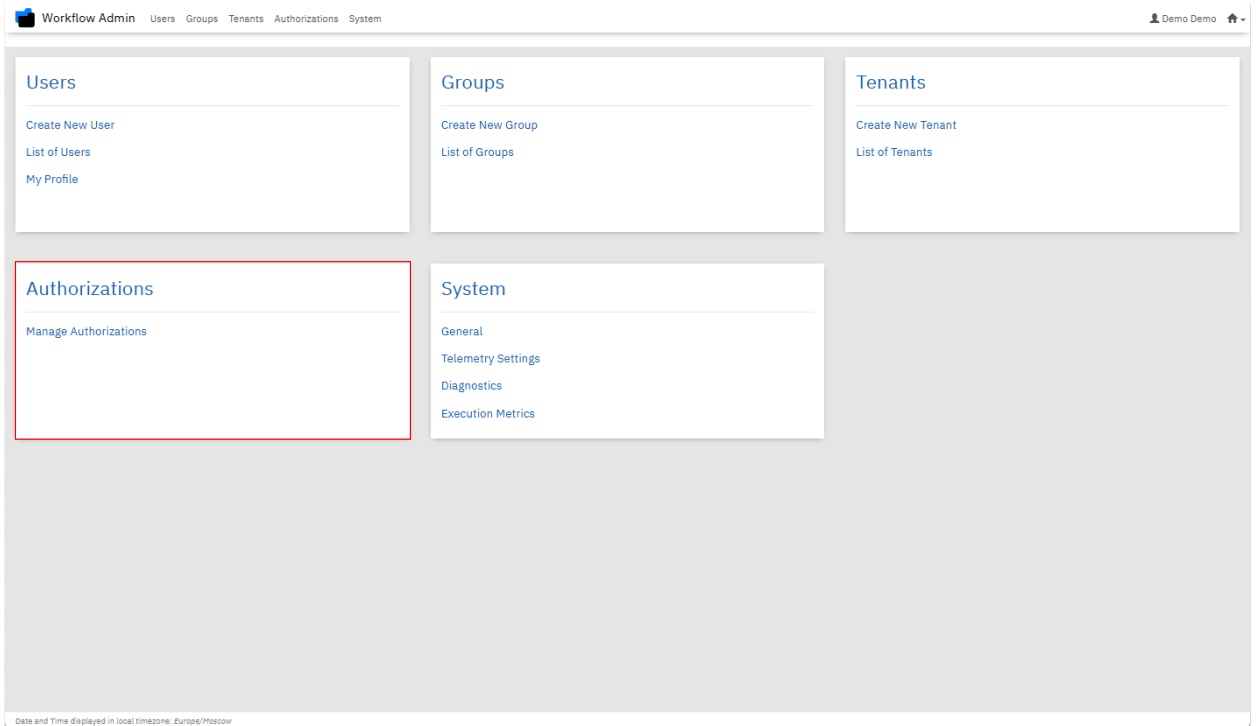 Workflow Admin Users Groups Tenants Authorizations System Demo Demo
Users
Create New User
List of Users
My Profile
Groups
Create New Group
List of Groups
Tenants
Create New Tenant
List of Tenants
Authorizations
Manage Authorizations
System
General
Telemetry Settings
Diagnostics
Execution Metrics
Date and Time displayed in local timezone: Europe/Moscow